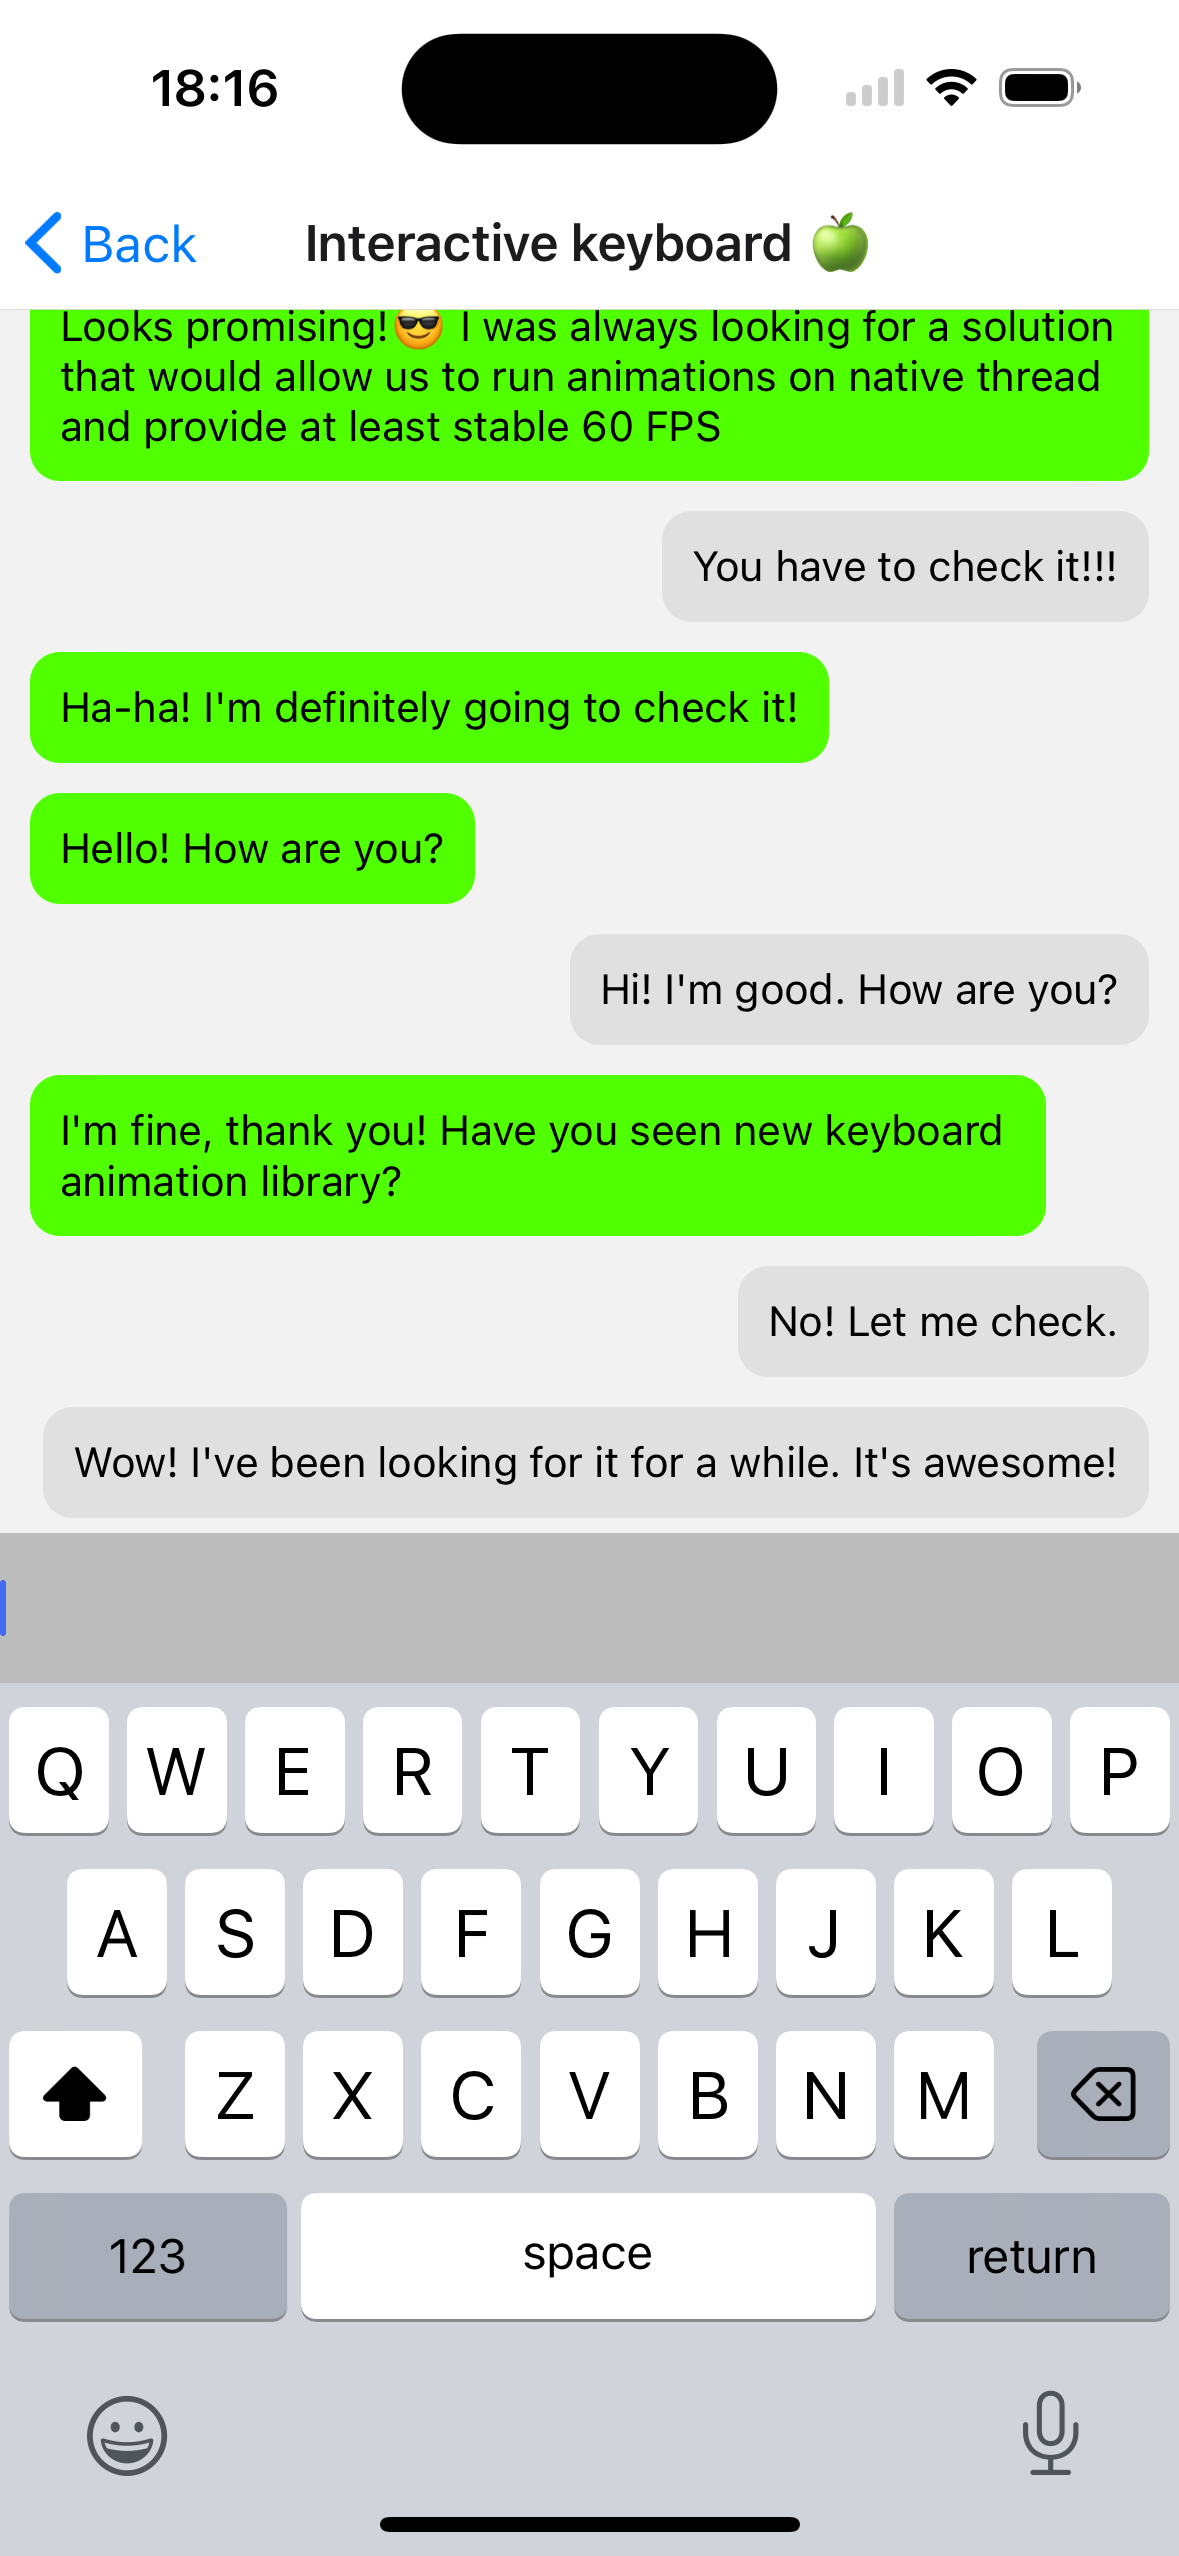 18:16
Back
Interactive keyboard 🍏
Looks promising!😎 I was always looking for a solution
that would allow us to run animations on native thread
and provide at least stable 60 FPS
You have to check it!!!
Ha-ha! I'm definitely going to check it!
Hello! How are you?
Hi! I'm good. How are you?
I'm fine, thank you! Have you seen new keyboard
animation library?
No! Let me check.
Wow! I've been looking for it for a while. It's awesome!
Q W E R T Y U I O P
A S D F G H J K L
Z X C V B N M
123 space return